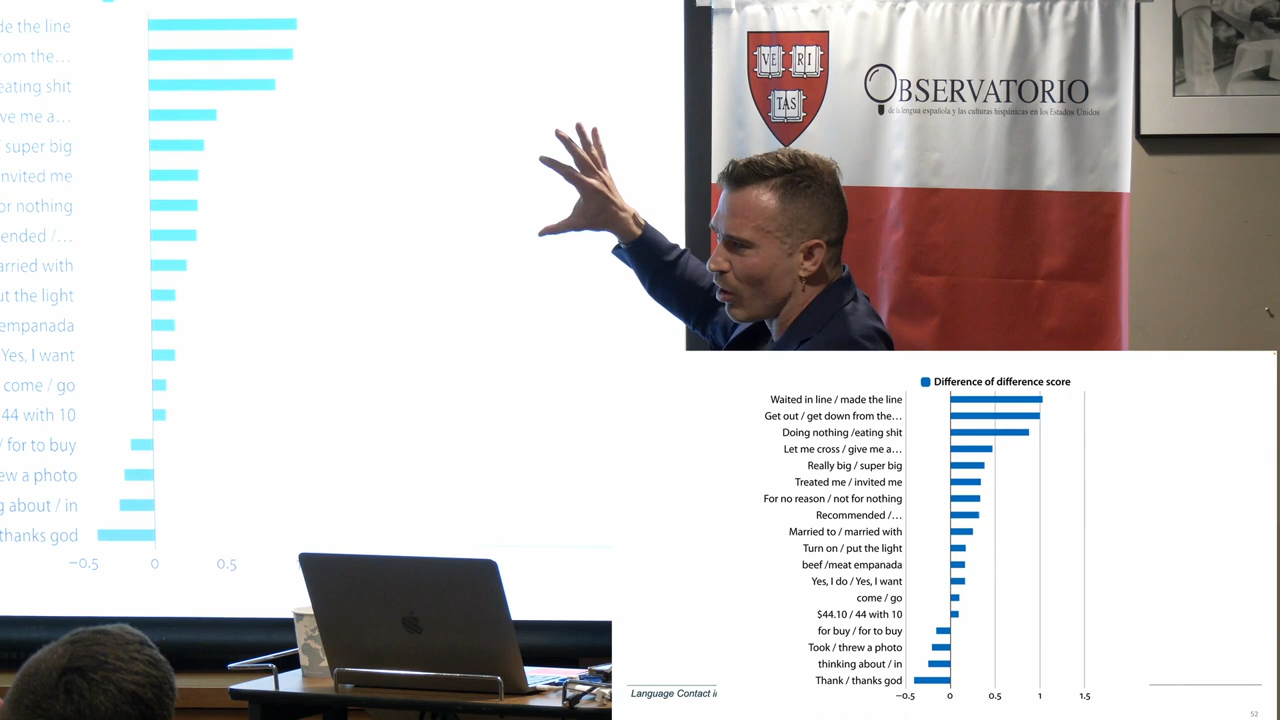 de the line
rom the…
eating shit
ve me a…
/ super big
nvited me
or nothing
ended /…
arried with
ut the light
empanada
Yes, I want
come / go
44 with 10
/ for to buy
ew a photo
g about / in
thanks god
−0.5 0 0.5
VE RI
TAS
OBSERVATORIO
de la lengua española y las culturas hispánicas en los Estados Unidos
Difference of difference score
Waited in line / made the line
Get out / get down from the…
Doing nothing /eating shit
Let me cross / give me a…
Really big / super big
Treated me / invited me
For no reason / not for nothing
Recommended /…
Married to / married with
Turn on / put the light
beef /meat empanada
Yes, I do / Yes, I want
come / go
$44.10 / 44 with 10
for buy / for to buy
Took / threw a photo
thinking about / in
Thank / thanks god
−0.5 0 0.5 1 1.5
Language Contact i
52